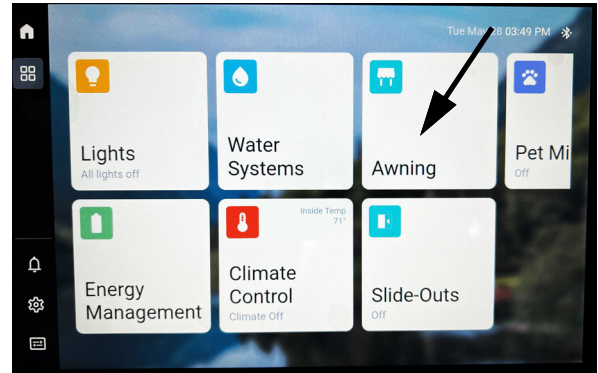 Tue May 28 03:49 PM
Lights
All lights off
Water
Systems
Awning
Pet Mi
Off
Energy
Management
Inside Temp
71°
Climate
Control
Climate Off
Slide-Outs
Off